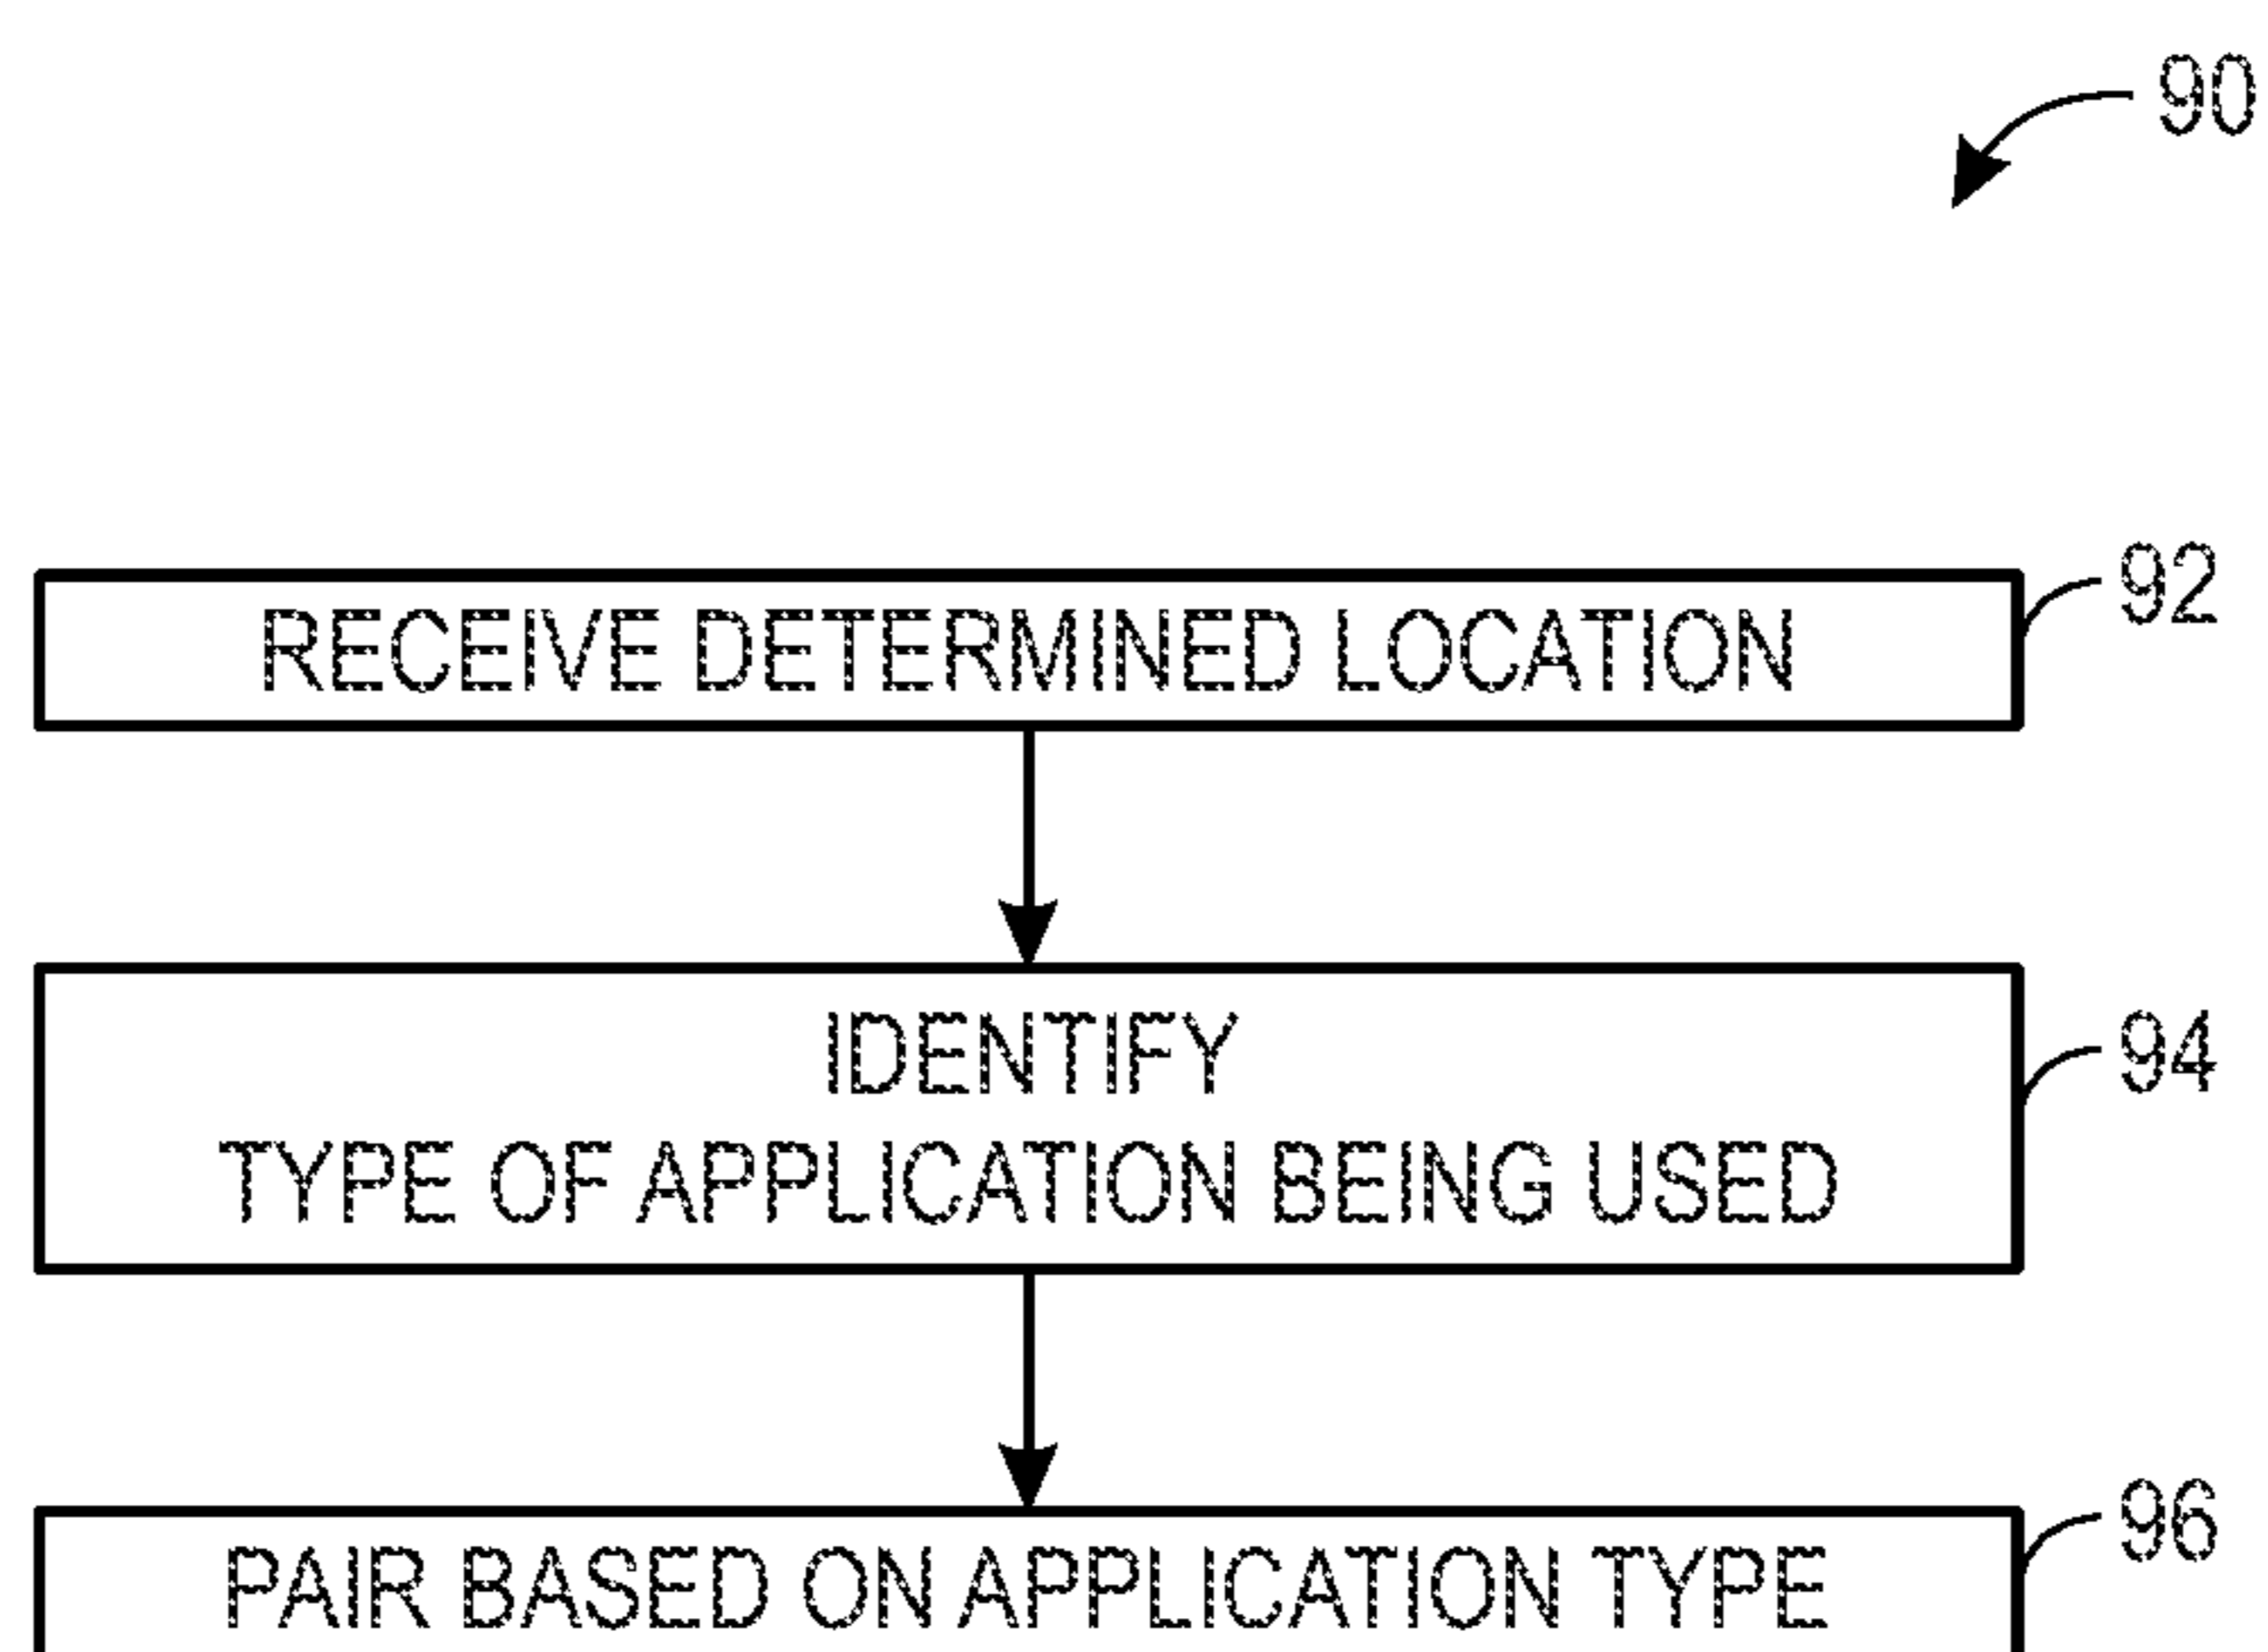 90
RECEIVE DETERMINED LOCATION
92
IDENTIFY
94
TYPE OF APPLICATION BEING USED
96
PAIR BASED ON APPLICATION TYPE